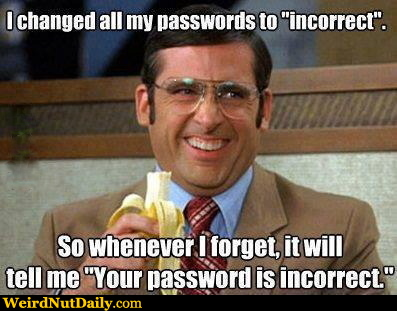 I changed all my passwords to "incorrect".
So whenever I forget, it will
tell me "Your password is incorrect."
WeirdNutDaily.com